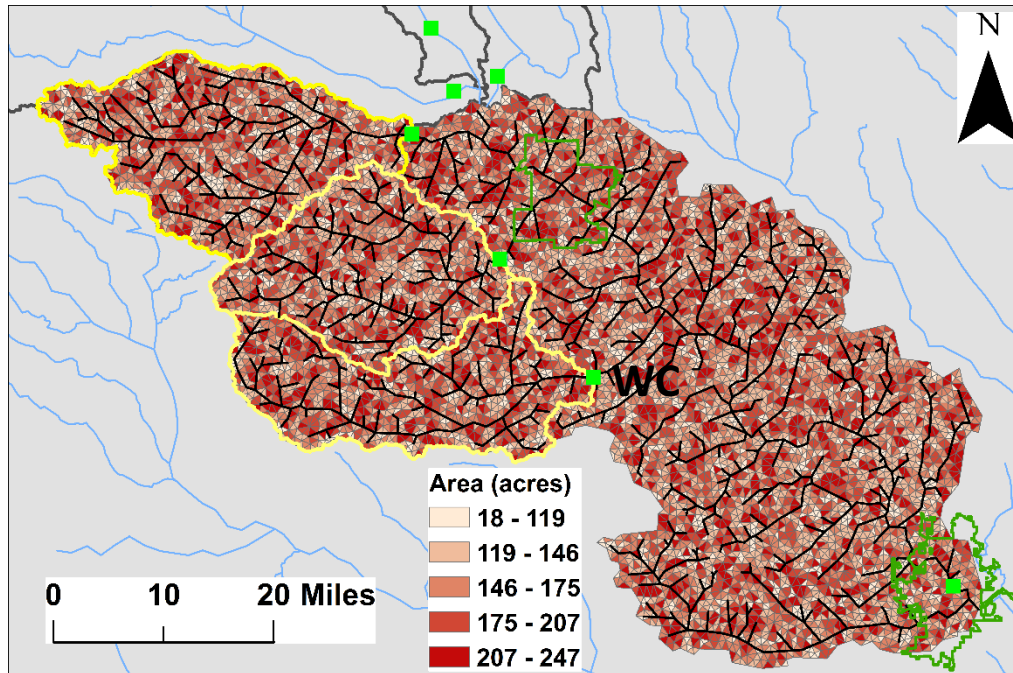 N
WC
Area (acres)
18 - 119
119 - 146
146 - 175
175 - 207
207 - 247
0 10 20 Miles